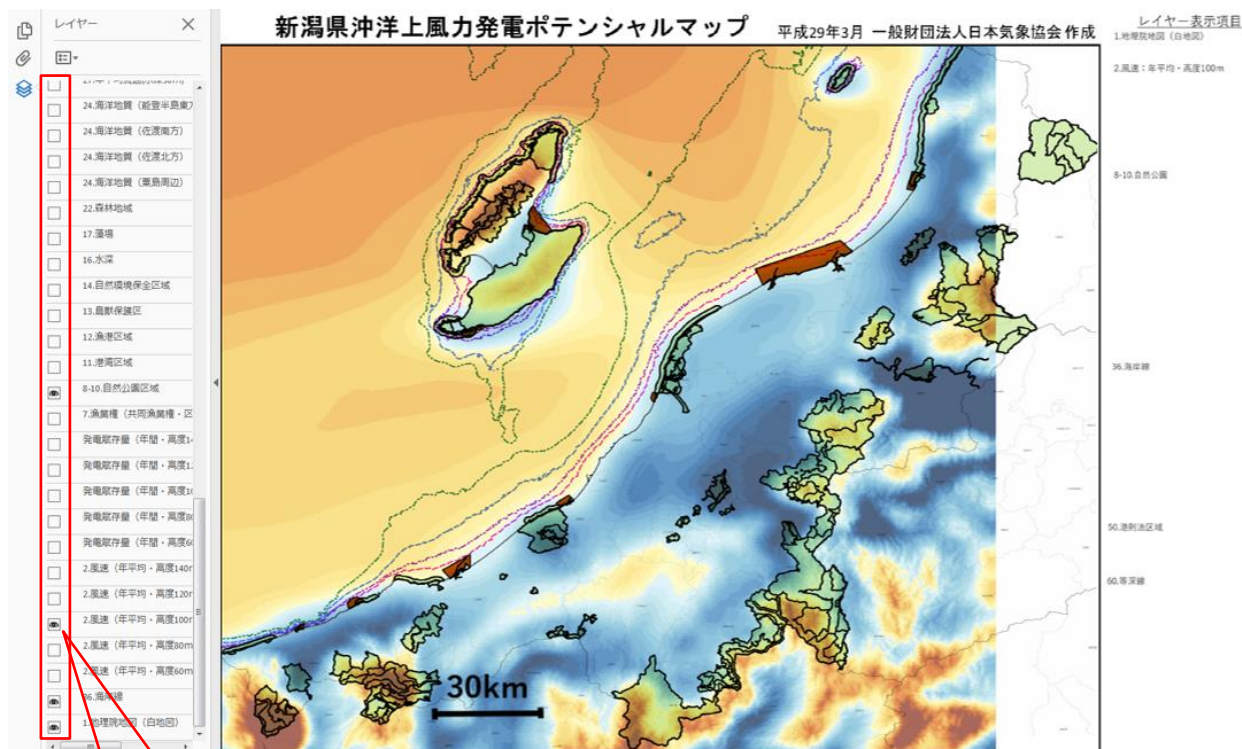 レイヤー
新潟県沖洋上風力発電ポテンシャルマップ 平成29年3月 一般財団法人日本気象協会作成
レイヤー表示項目
1.地理院地図（白地図）
2.風速：年平均・高度100m
8-10.自然公園
36.海岸線
50.港則法区域
60.等深線
24.海洋地質（能登半島東方
24.海洋地質（佐渡南方）
24.海洋地質（佐渡北方）
24.海洋地質（粟島周辺）
22.森林地域
17.藻場
16.水深
14.自然環境保全区域
13.鳥獣保護区
12.漁港区域
11.港湾区域
8-10.自然公園区域
7.漁業権（共同漁業権・区
発電賦存量（年間・高度14
発電賦存量（年間・高度12
発電賦存量（年間・高度10
発電賦存量（年間・高度80
発電賦存量（年間・高度60
2.風速（年平均・高度140m
2.風速（年平均・高度120m
2.風速（年平均・高度100m
2.風速（年平均・高度80m
2.風速（年平均・高度60m
36.海岸線
1.地理院地図（白地図）
30km